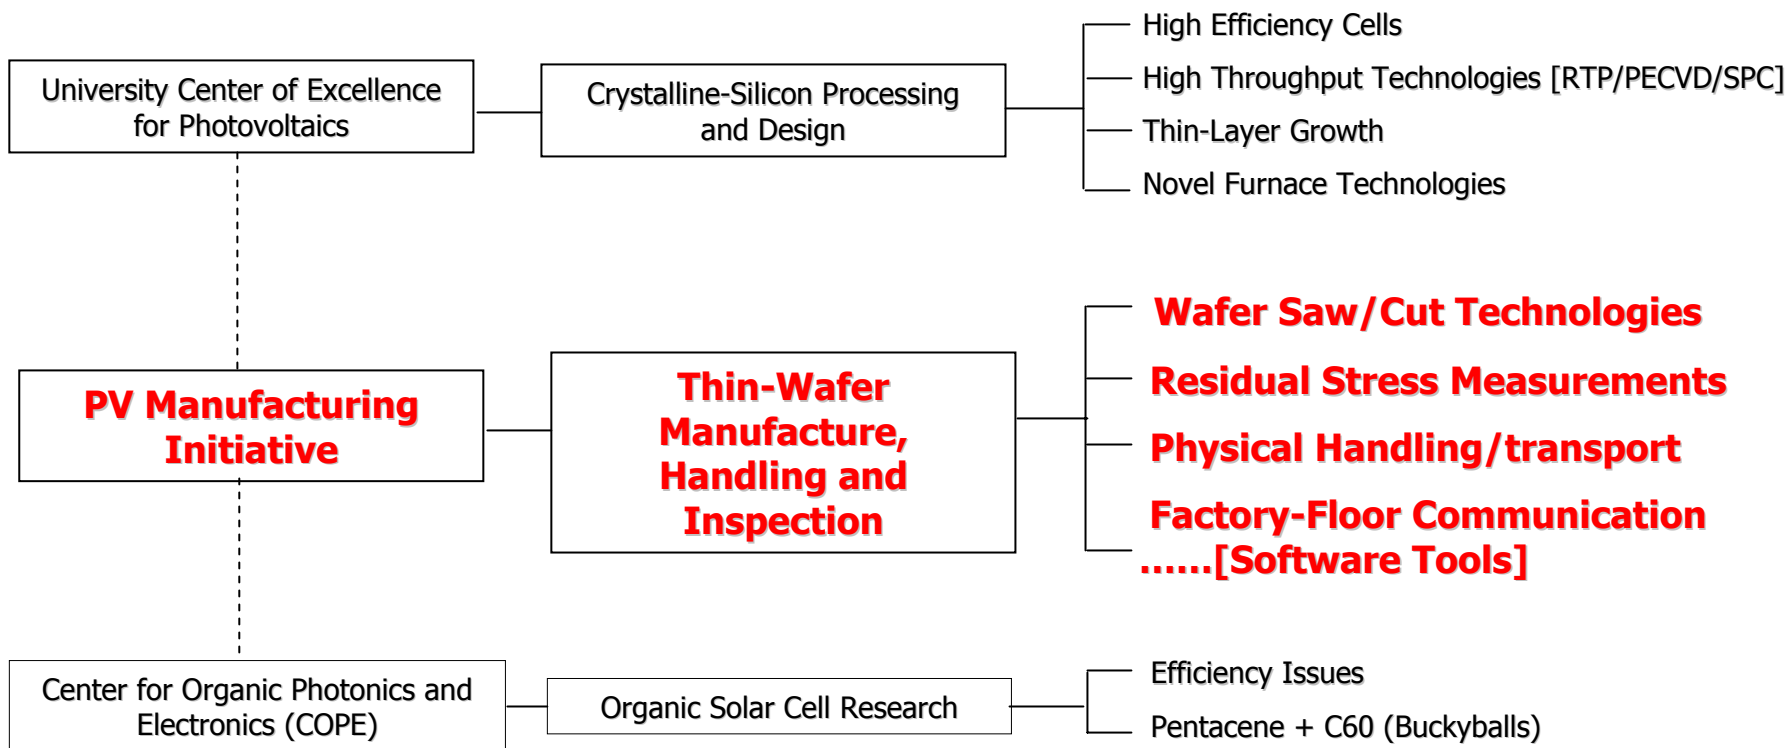 University Center of Excellence
for Photovoltaics
Crystalline-Silicon Processing
and Design
High Efficiency Cells
High Throughput Technologies [RTP/PECVD/SPC]
Thin-Layer Growth
Novel Furnace Technologies
PV Manufacturing
Initiative
Thin-Wafer
Manufacture,
Handling and
Inspection
Wafer Saw/Cut Technologies
Residual Stress Measurements
Physical Handling/transport
Factory-Floor Communication
......[Software Tools]
Center for Organic Photonics and
Electronics (COPE)
Organic Solar Cell Research
Efficiency Issues
Pentacene + C60 (Buckyballs)